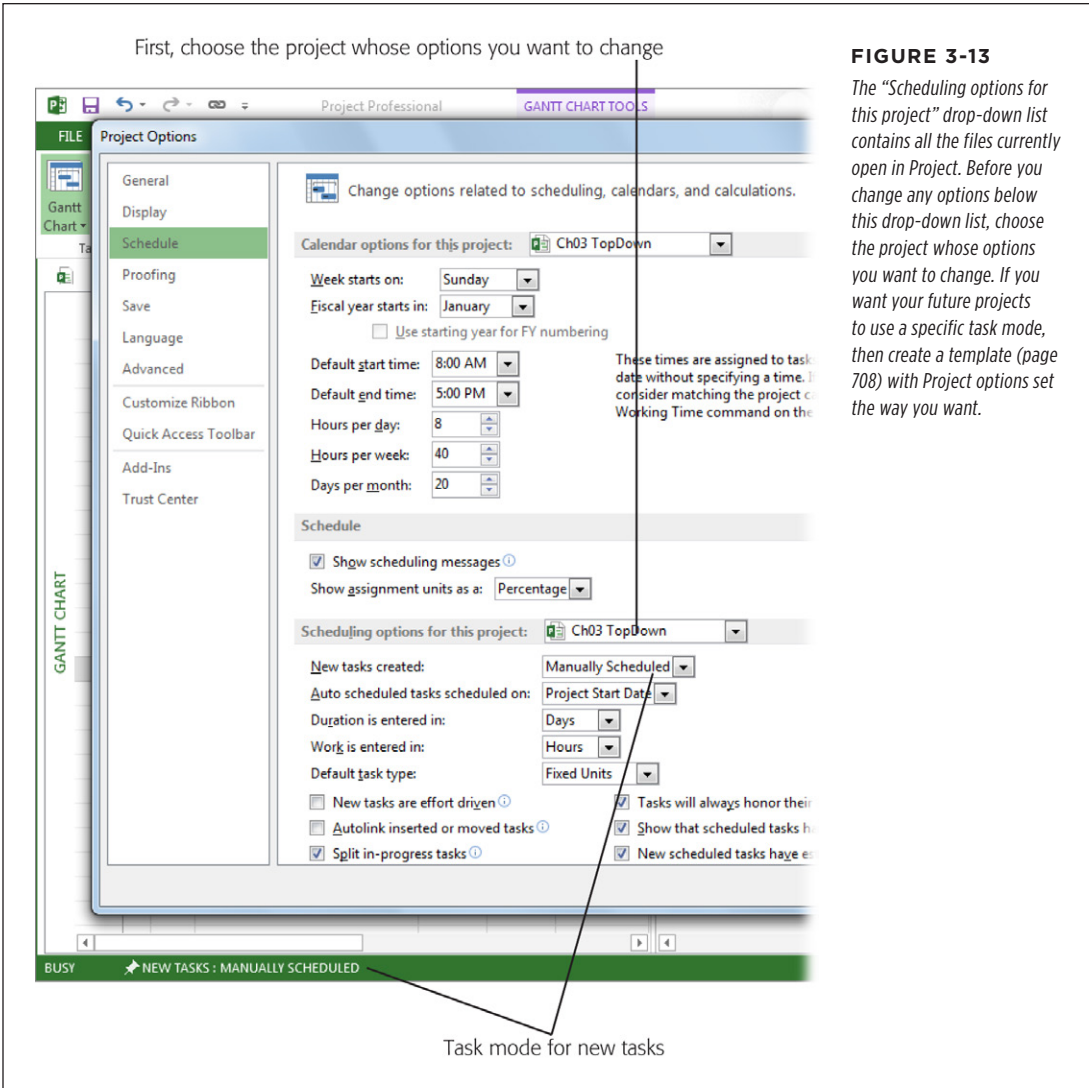 First, choose the project whose options you want to change
FIGURE 3-13
The “Scheduling options for
this project” drop-down list
contains all the files currently
open in Project. Before you
change any options below
this drop-down list, choose
the project whose options
you want to change. If you
want your future projects
to use a specific task mode,
then create a template (page
708) with Project options set
the way you want.
Project Professional
GANTT CHART TOOLS
FILE
Project Options
Gantt
Chart
Ta
General
Display
Schedule
Proofing
Save
Language
Advanced
Customize Ribbon
Quick Access Toolbar
Add-Ins
Trust Center
Change options related to scheduling, calendars, and calculations.
Calendar options for this project: Ch03 TopDown
Week starts on: Sunday
Fiscal year starts in: January
Use starting year for FY numbering
Default start time: 8:00 AM
Default end time: 5:00 PM
Hours per day: 8
Hours per week: 40
Days per month: 20
These times are assigned to task
date without specifying a time. I
consider matching the project c
Working Time command on the
Schedule
Show scheduling messages
Show assignment units as a: Percentage
Scheduling options for this project: Ch03 TopDown
New tasks created: Manually Scheduled
Auto scheduled tasks scheduled on: Project Start Date
Duration is entered in: Days
Work is entered in: Hours
Default task type: Fixed Units
New tasks are effort driven
Tasks will always honor their
Autolink inserted or moved tasks
Show that scheduled tasks h
Split in-progress tasks
New scheduled tasks have es
GANTT CHART
BUSY
NEW TASKS : MANUALLY SCHEDULED
Task mode for new tasks